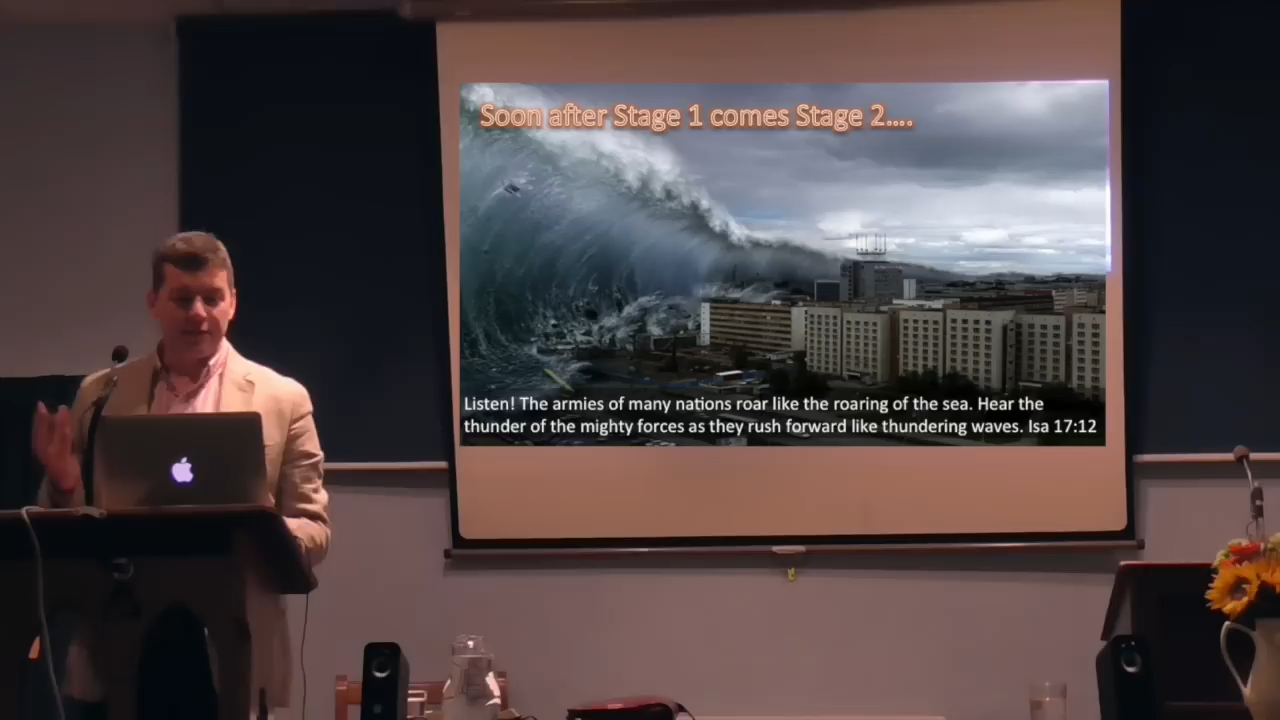 Soon after Stage 1 comes Stage 2....
Listen! The armies of many nations roar like the roaring of the sea. Hear the
thunder of the mighty forces as they rush forward like thundering waves. Isa 17:12